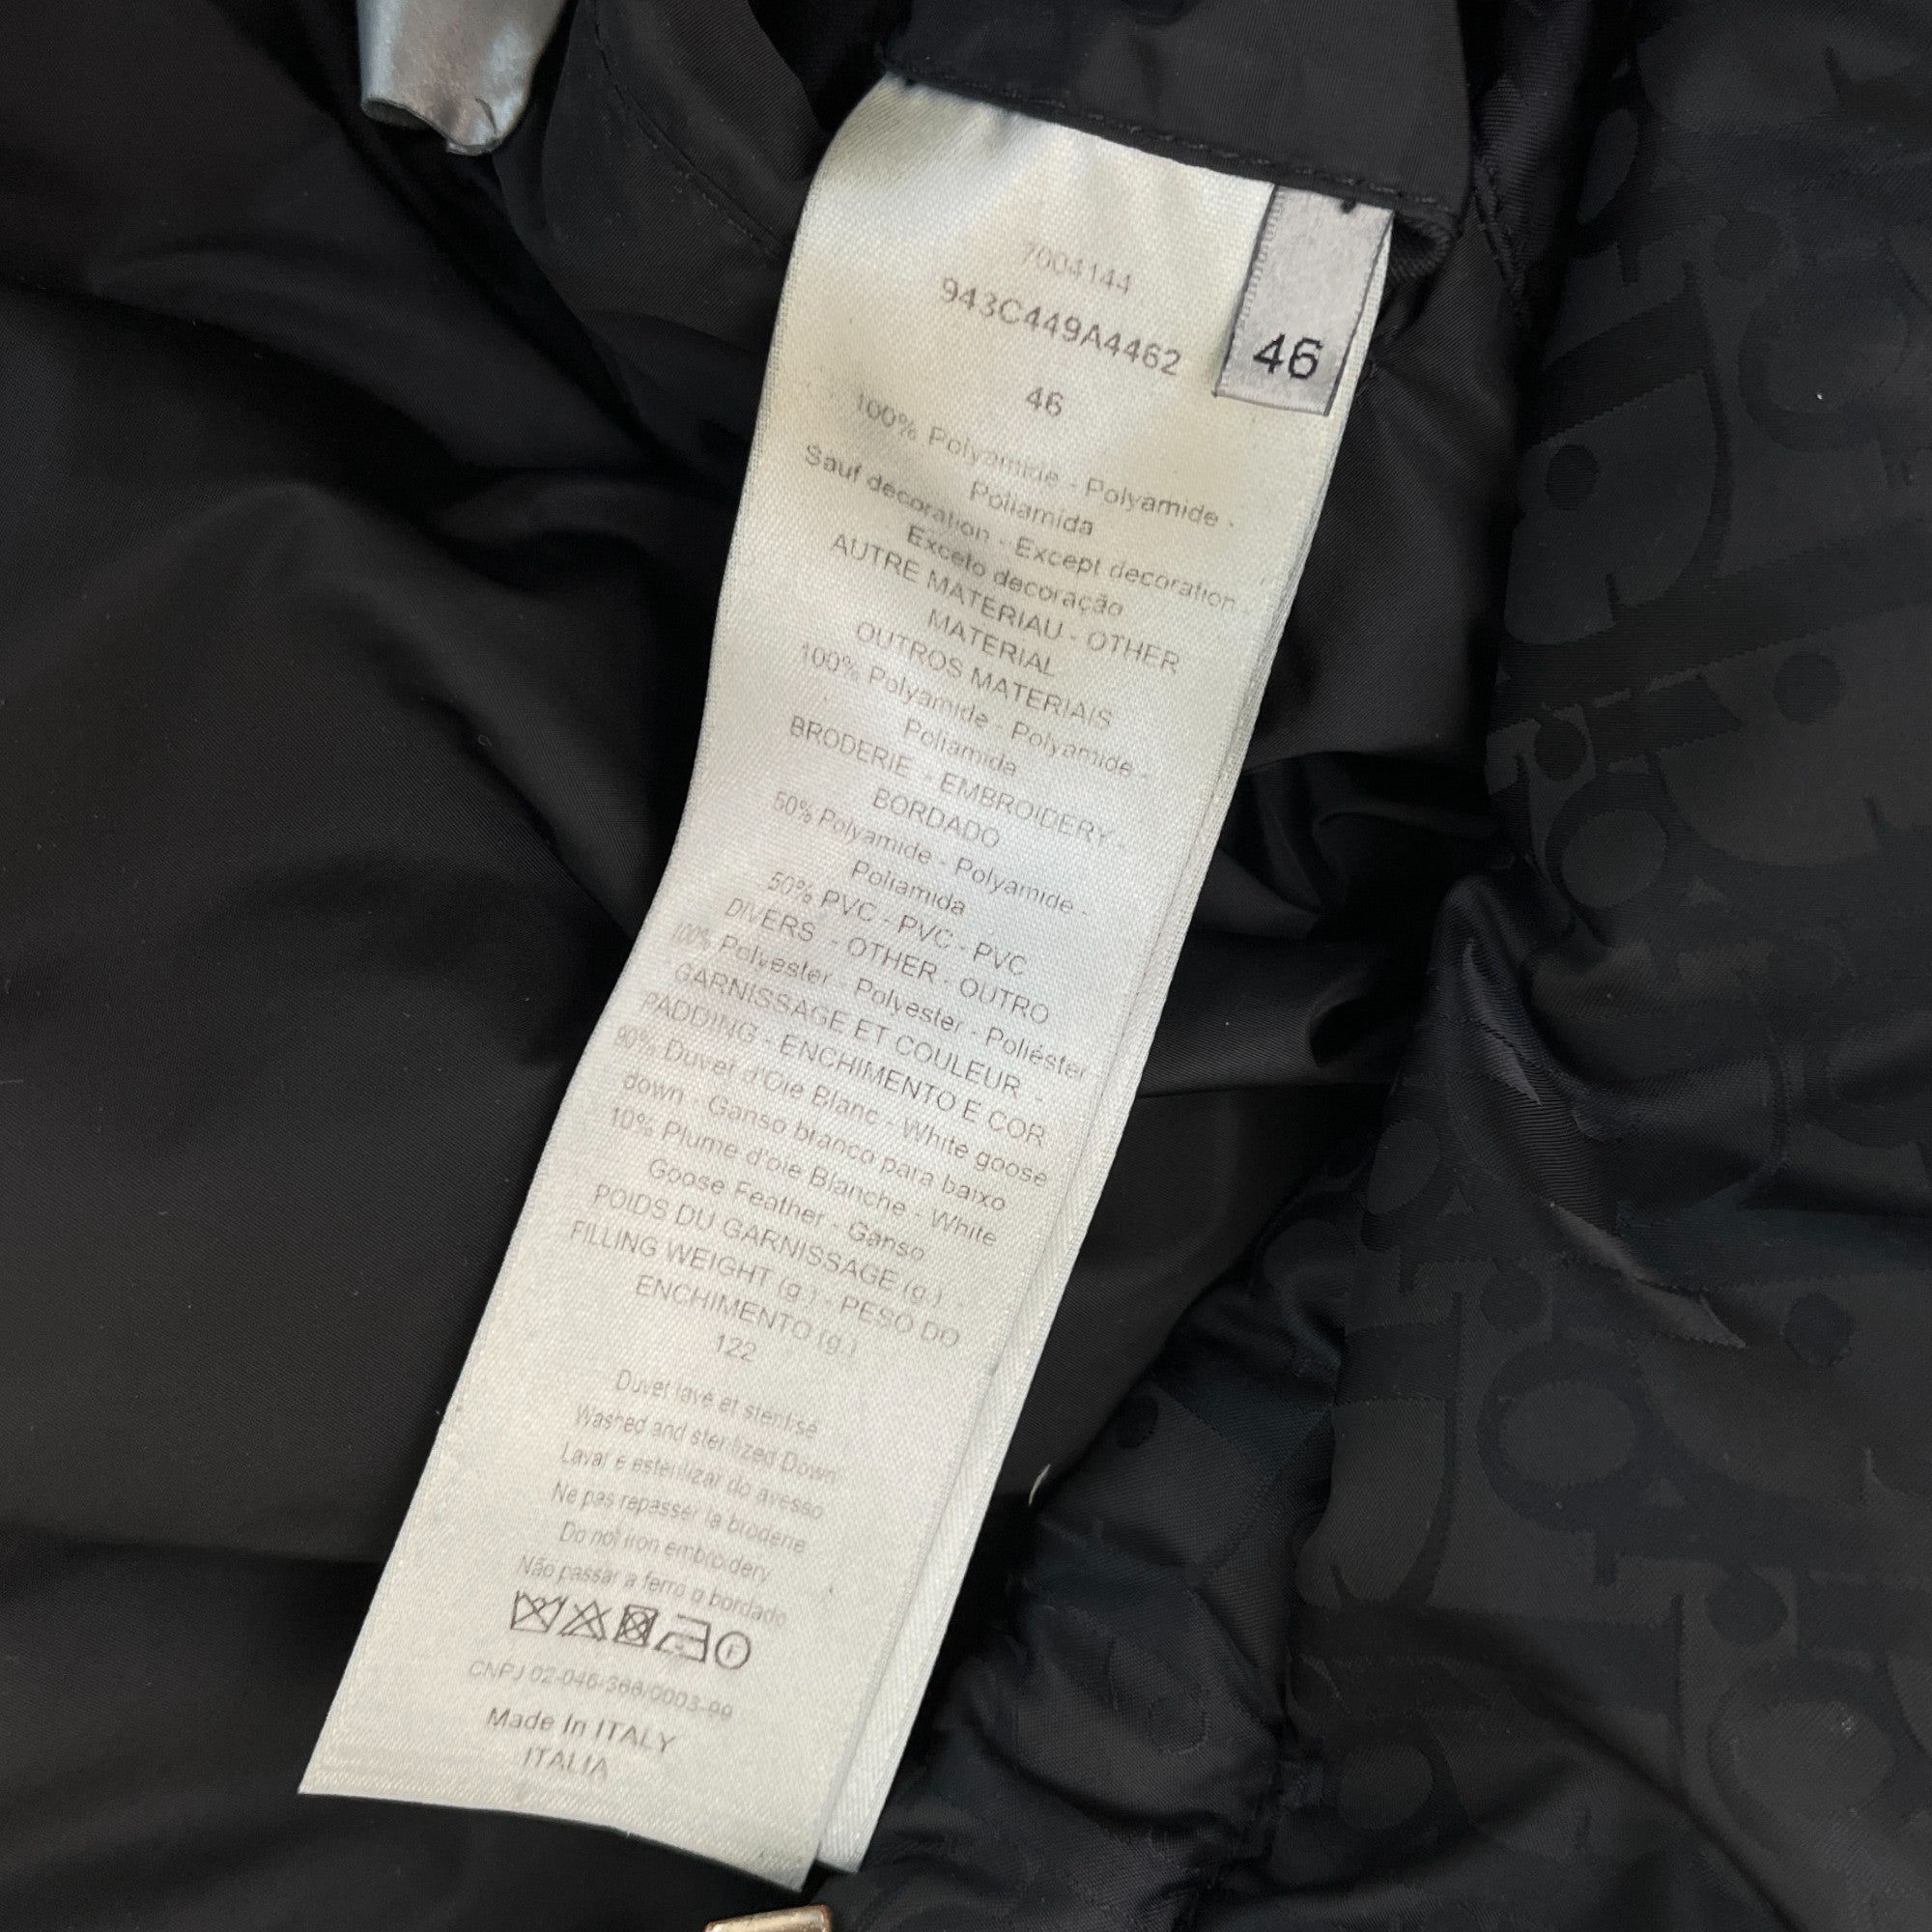 7004144
943C449A4462
46
46
100% Polyamide - Polyamide -
Poliamida
Sauf decoration - Except decoration -
Exceto decoração
AUTRE MATERIAU - OTHER
MATERIAL
OUTROS MATERIAIS
100% Polyamide - Polyamide -
Poliamida
BRODERIE - EMBROIDERY -
BORDADO
50% Polyamide - Polyamide -
Poliamida
50% PVC - PVC - PVC
DIVERS - OTHER - OUTRO
100% Polyester - Polyester - Poliéster
GARNISSAGE ET COULEUR -
PADDING - ENCHIMENTO E COR
90% Duvet d'Oie Blanc - White goose
down - Ganso branco para baixo
10% Plume d'oie Blanche - White
Goose Feather - Ganso
POIDS DU GARNISSAGE (g.) -
FILLING WEIGHT (g.) - PESO DO
ENCHIMENTO (g.)
122
Duvet lavé et stérilisé
Washed and sterilized Down
Lavar e esterilizar do avesso
Ne pas repasser la broderie
Do not iron embroidery
Não passar a ferro o bordado
CNPJ 02-046-366/0003-99
Made In ITALY
ITALIA